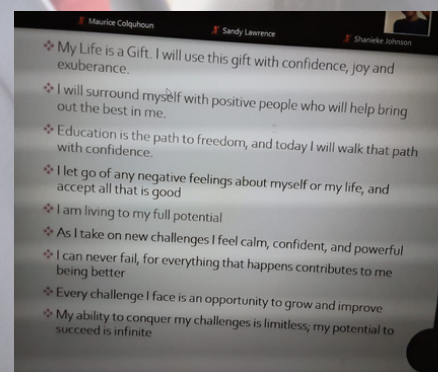 Maurice Colquhoun
Sandy Lawrence
Shanieke Johnson
❖ My Life is a Gift. I will use this gift with confidence, joy and
exuberance.
❖ I will surround myself with positive people who will help bring
out the best in me.
❖ Education is the path to freedom, and today I will walk that path
with confidence.
❖ I let go of any negative feelings about myself or my life, and
accept all that is good
❖ I am living to my full potential
❖ As I take on new challenges I feel calm, confident, and powerful
❖ I can never fail, for everything that happens contributes to me
being better
❖ Every challenge I face is an opportunity to grow and improve
❖ My ability to conquer my challenges is limitless; my potential to
succeed is infinite